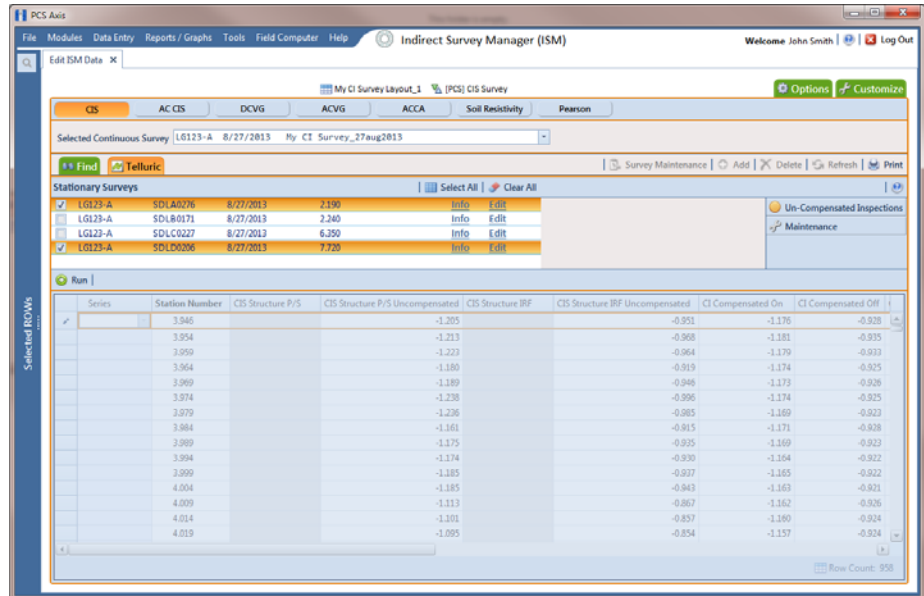 PCS Axis
File Modules Data Entry Reports / Graphs Tools Field Computer Help Indirect Survey Manager (ISM) Welcome John Smith Log Out
Edit ISM Data X
My CI Survey Layout_1 [PCS] CIS Survey Options Customize
CIS AC CIS DCVG ACVG ACCA Soil Resistivity Pearson
Selected Continuous Survey LG123-A 8/27/2013 My CI Survey_27aug2013
Find Telluric Survey Maintenance Add Delete Refresh Print
Stationary Surveys Select All Clear All
LG123-A SDLA0276 8/27/2013 2.190 Info Edit Un-Compensated Inspections
LG123-A SDLB0171 8/27/2013 2.240 Info Edit Maintenance
LG123-A SDLC0227 8/27/2013 6.350 Info Edit
LG123-A SDLD0206 8/27/2013 7.720 Info Edit
Run
Selected ROWs
Series Station Number CIS Structure P/S CIS Structure P/S Uncompensated CIS Structure IRF CIS Structure IRF Uncompensated CI Compensated On CI Compensated Off
3.946 -1.205 -0.951 -1.176 -0.928
3.954 -1.213 -0.968 -1.181 -0.935
3.959 -1.223 -0.964 -1.179 -0.933
3.964 -1.180 -0.919 -1.174 -0.925
3.969 -1.189 -0.946 -1.173 -0.926
3.974 -1.238 -0.996 -1.174 -0.925
3.979 -1.236 -0.985 -1.169 -0.923
3.984 -1.161 -0.915 -1.171 -0.928
3.989 -1.175 -0.935 -1.169 -0.923
3.994 -1.174 -0.930 -1.164 -0.922
3.999 -1.185 -0.937 -1.165 -0.922
4.004 -1.185 -0.943 -1.163 -0.921
4.009 -1.113 -0.867 -1.162 -0.926
4.014 -1.101 -0.857 -1.160 -0.924
4.019 -1.095 -0.854 -1.157 -0.924
Row Count: 958